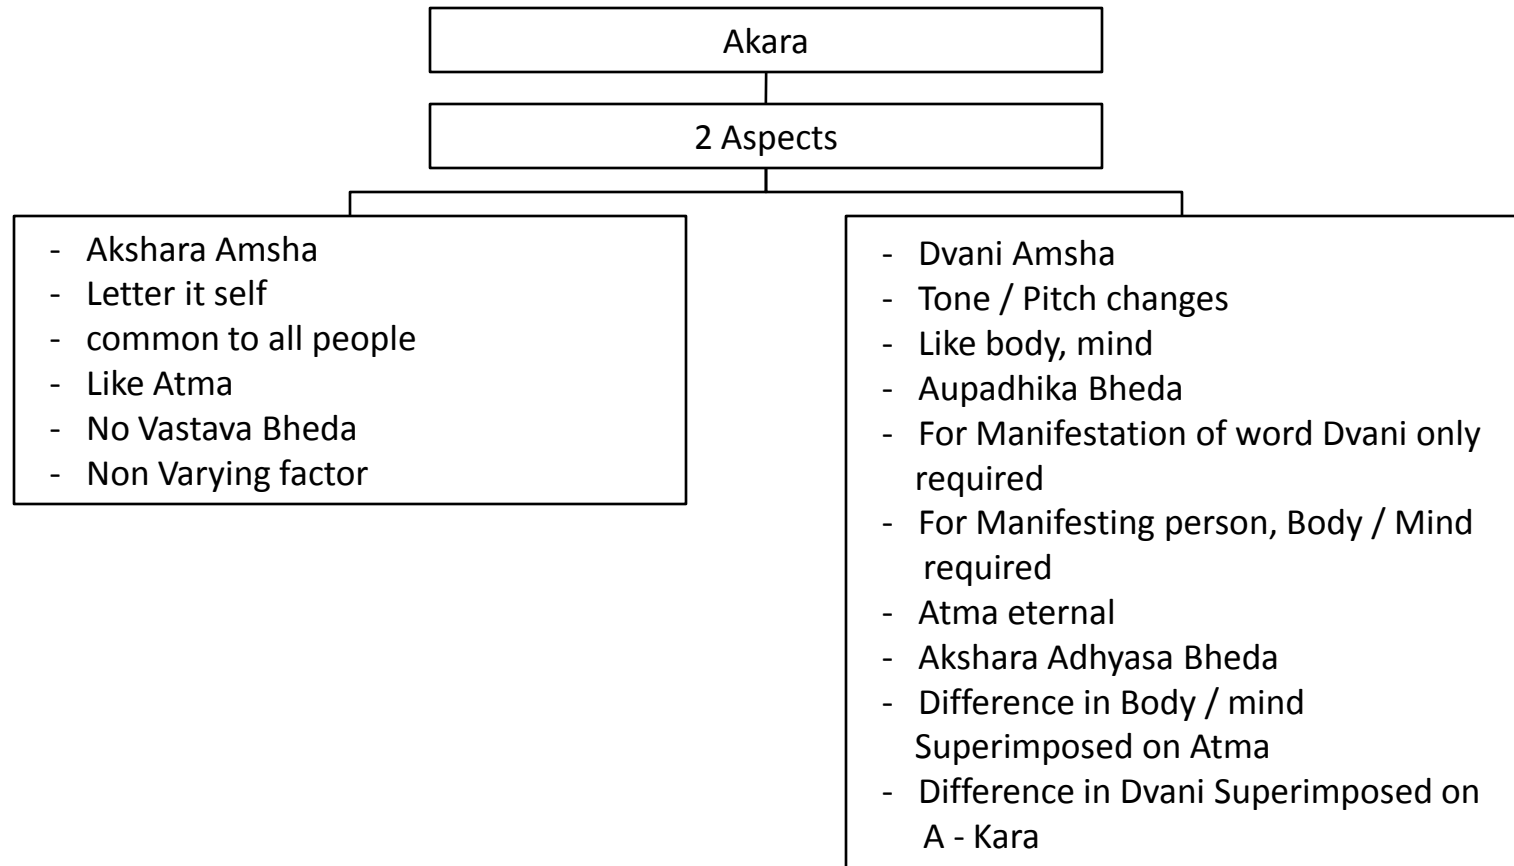 Akara
2 Aspects
- Akshara Amsha
- Letter it self
- common to all people
- Like Atma
- No Vastava Bheda
- Non Varying factor
- Dvani Amsha
- Tone / Pitch changes
- Like body, mind
- Aupadhika Bheda
- For Manifestation of word Dvani only
required
- For Manifesting person, Body / Mind
required
- Atma eternal
- Akshara Adhyasa Bheda
- Difference in Body / mind
Superimposed on Atma
- Difference in Dvani Superimposed on
A - Kara